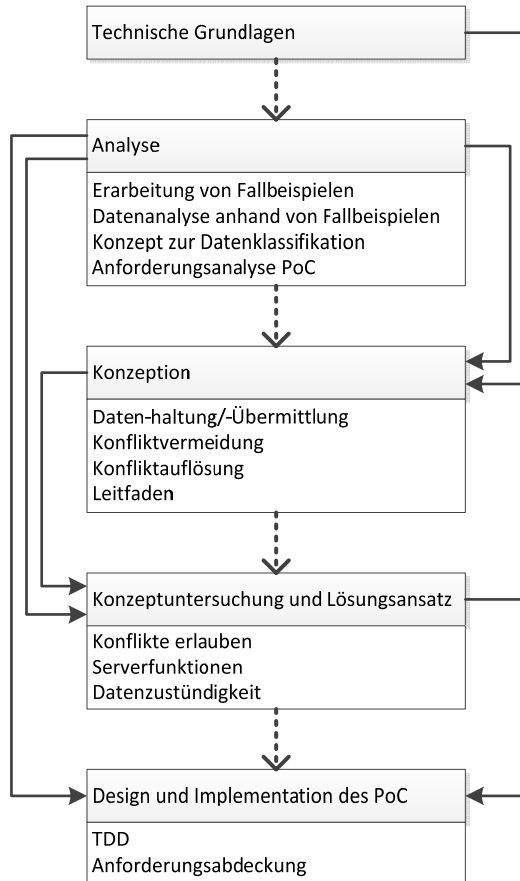 Technische Grundlagen
Analyse
Erarbeitung von Fallbeispielen
Datenanalyse anhand von Fallbeispielen
Konzept zur Datenklassifikation
Anforderungsanalyse PoC
Konzeption
Daten-haltung/-Übermittlung
Konfliktvermeidung
Konfliktauflösung
Leitfaden
Konzeptuntersuchung und Lösungsansatz
Konflikte erlauben
Serverfunktionen
Datenzuständigkeit
Design und Implementation des PoC
TDD
Anforderungsabdeckung